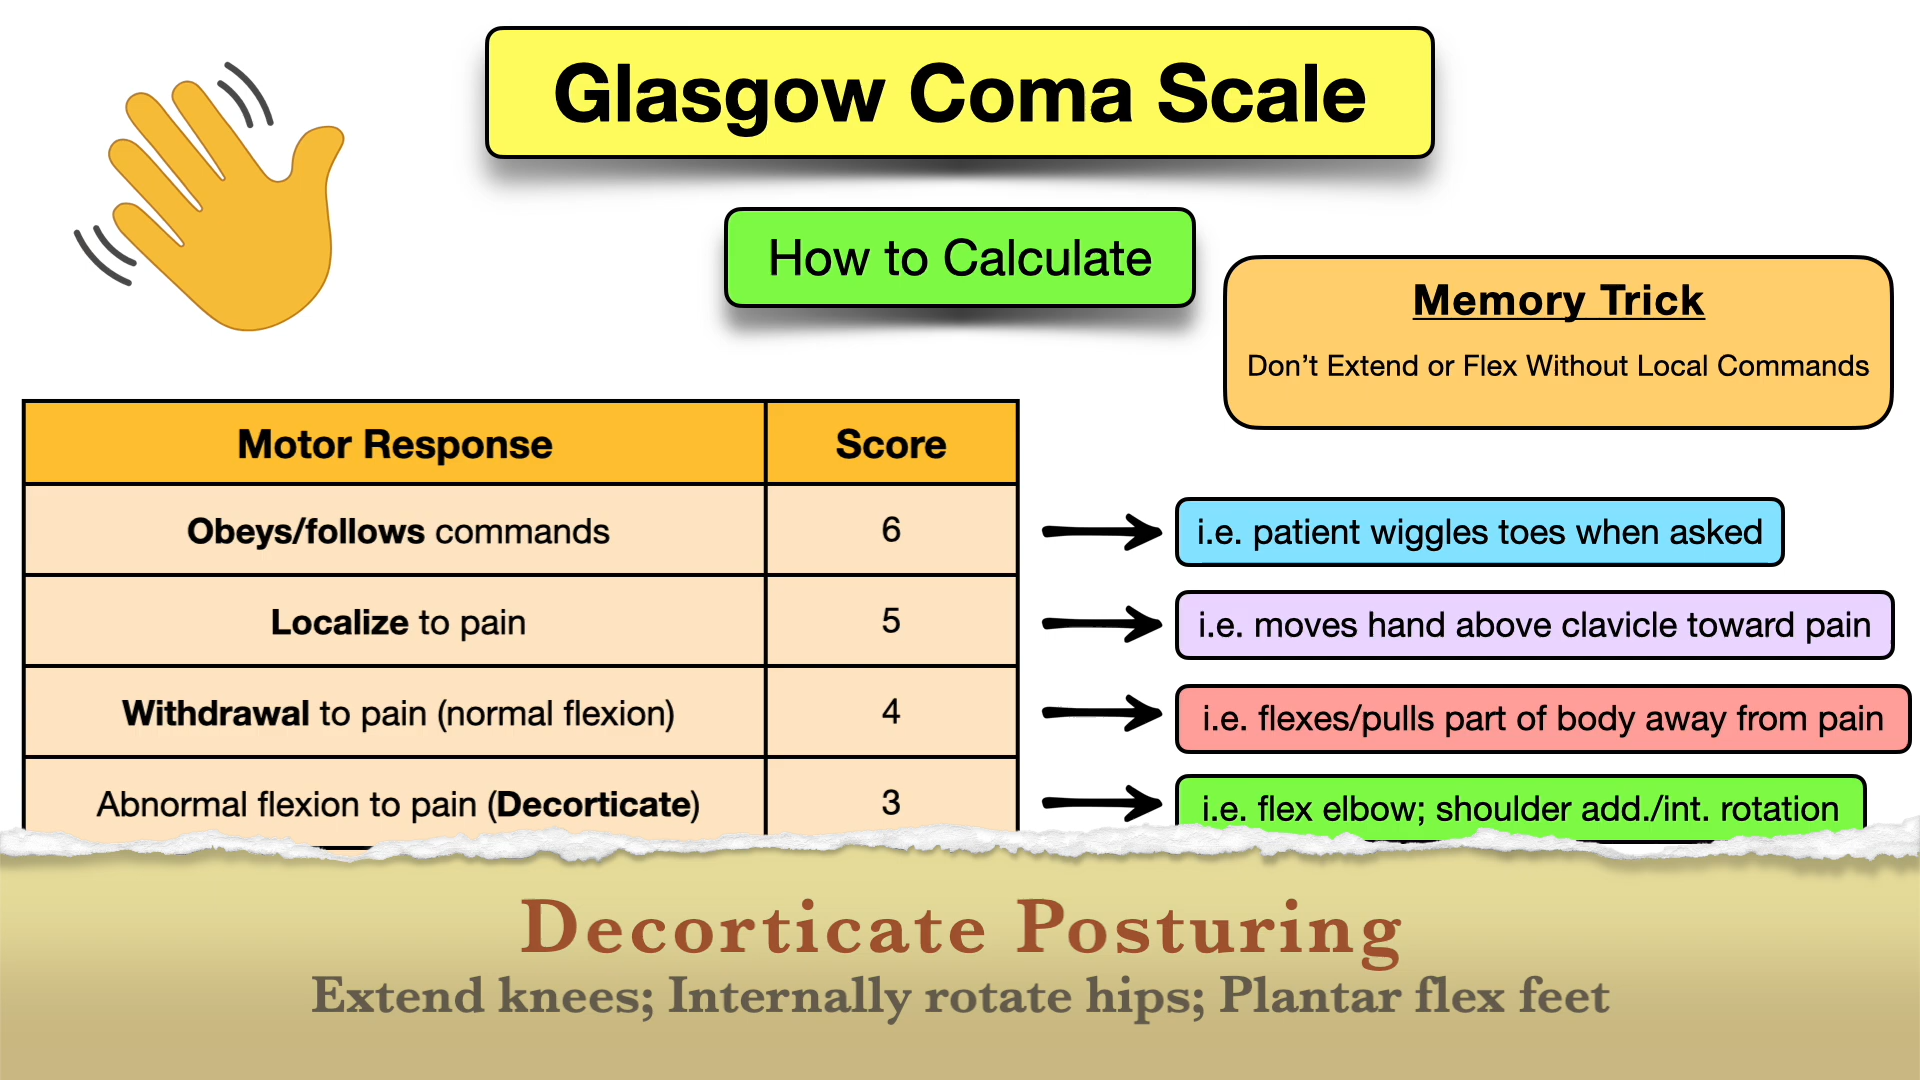 Glasgow Coma Scale
How to Calculate
Memory Trick
Don’t Extend or Flex Without Local Commands
Motor Response Score
Obeys/follows commands 6 i.e. patient wiggles toes when asked
Localize to pain 5 i.e. moves hand above clavicle toward pain
Withdrawal to pain (normal flexion) 4 i.e. flexes/pulls part of body away from pain
Abnormal flexion to pain (Decorticate) 3 i.e. flex elbow; shoulder add./int. rotation
Decorticate Posturing
Extend knees; Internally rotate hips; Plantar flex feet